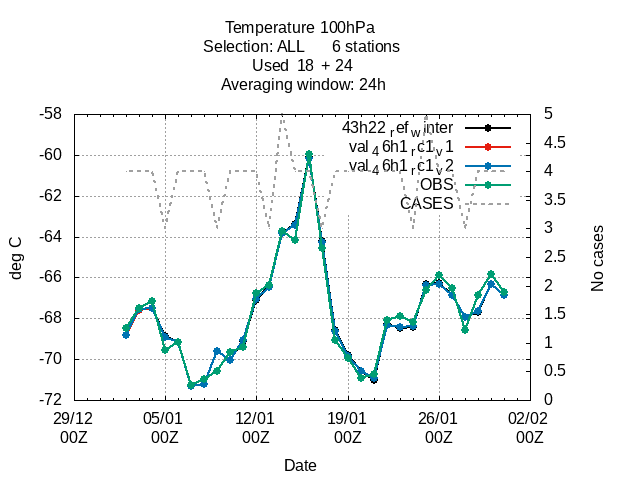 Temperature 100hPa
Selection: ALL 6 stations
Used 18 + 24
Averaging window: 24h
43h22_ref_winter
val_46h1_rc1_v1
val_46h1_rc1_v2
OBS
CASES
deg C
-58
-60
-62
-64
-66
-68
-70
-72
No cases
5
4.5
4
3.5
3
2.5
2
1.5
1
0.5
0
29/12 05/01 12/01 19/01 26/01 02/02
00Z 00Z 00Z 00Z 00Z 00Z
Date